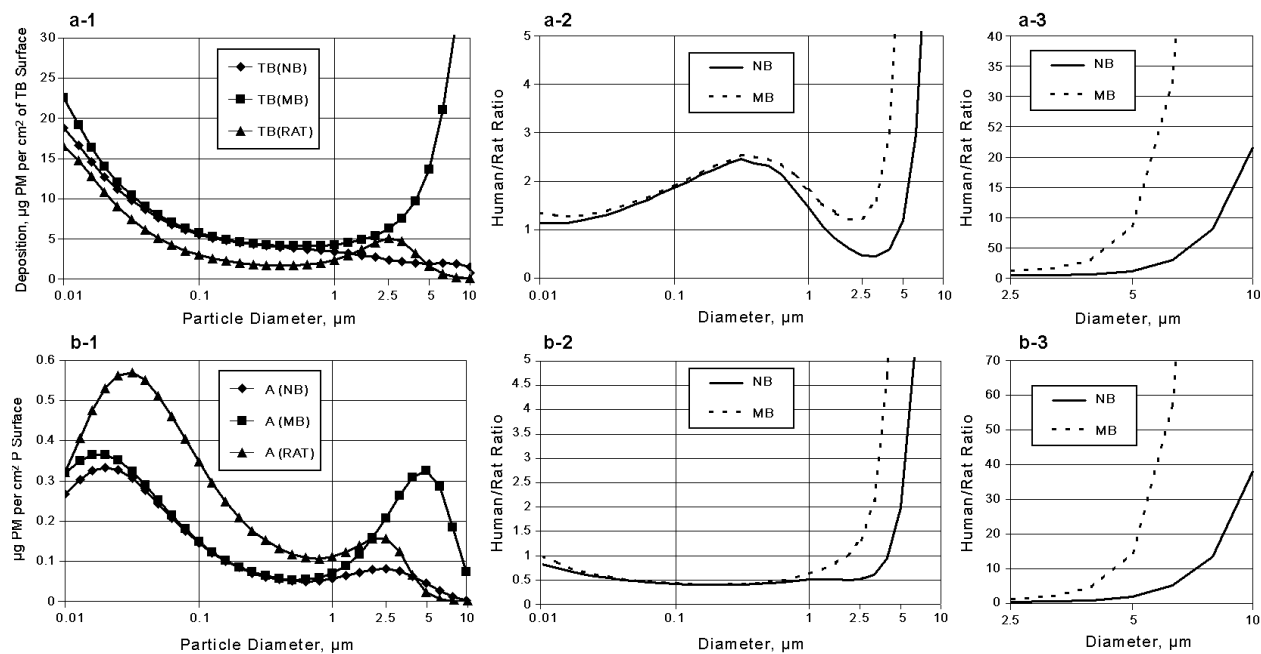 a-1
Deposition, µg PM per cm² of TB Surface
30
25
20
15
10
5
0
TB(NB)
TB(MB)
TB(RAT)
0.01
0.1
1
2.5
5
10
Particle Diameter, µm
a-2
Human/Rat Ratio
5
4
3
2
1
0
NB
MB
0.01
0.1
1
2.5
5
10
Diameter, µm
a-3
Human/Rat Ratio
40
35
30
52
20
15
10
50
0
NB
MB
2.5
5
10
Diameter, µm
b-1
µg PM per cm² P Surface
0.6
0.5
0.4
0.3
0.2
0.1
0
A (NB)
A (MB)
A (RAT)
0.01
0.1
1
2.5
5
10
Particle Diameter, µm
b-2
Human/Rat Ratio
5
4.5
4
3.5
3
2.5
2
1.5
1
0.5
0
NB
MB
0.01
0.1
1
2.5
5
10
Diameter, µm
b-3
Human/Rat Ratio
70
60
50
40
30
20
10
0
NB
MB
2.5
5
10
Diameter, µm